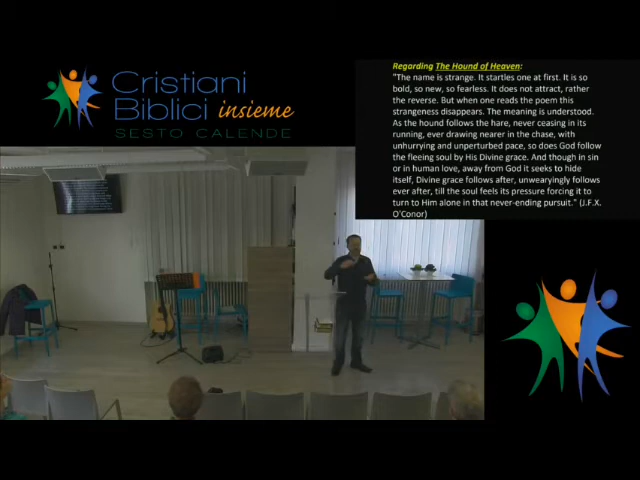 Cristiani
Biblici insieme
SESTO CALENDE
Regarding The Hound of Heaven:
"The name is strange. It startles one at first. It is so
bold, so new, so fearless. It does not attract, rather
the reverse. But when one reads the poem this
strangeness disappears. The meaning is understood.
As the hound follows the hare, never ceasing in its
running, ever drawing nearer in the chase, with
unhurrying and unperturbed pace, so does God follow
the fleeing soul by His Divine grace. And though in sin
or in human love, away from God it seeks to hide
itself, Divine grace follows after, unwearyingly follows
ever after, till the soul feels its pressure forcing it to
turn to Him alone in that never-ending pursuit." (J.F.X.
O'Conor)